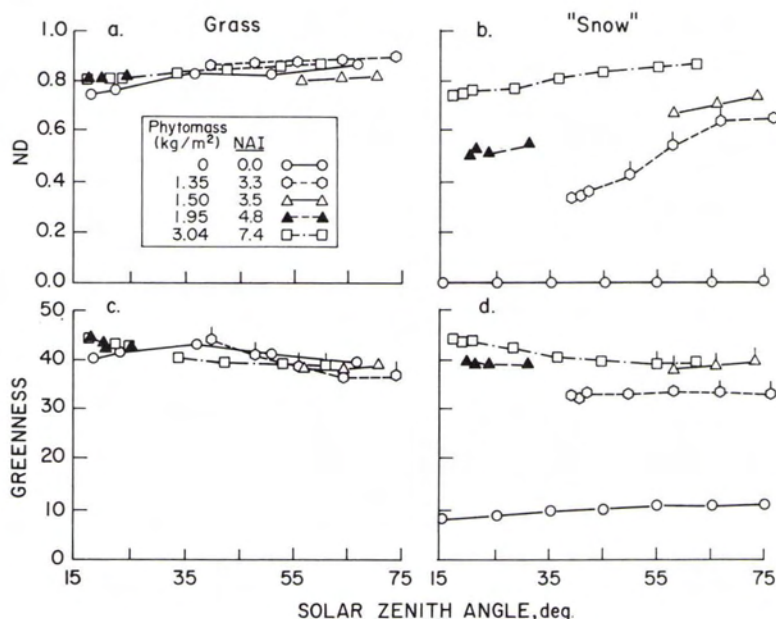 Grass
"Snow"
a.
b.
ND
1.0
0.8
0.6
0.4
0.2
0.0
Phytomass
(kg/m²) NAI
0 0.0
1.35 3.3
1.50 3.5
1.95 4.8
3.04 7.4
c.
d.
GREENNESS
50
40
30
20
10
0
15 35 55 75
15 35 55 75
SOLAR ZENITH ANGLE, deg.